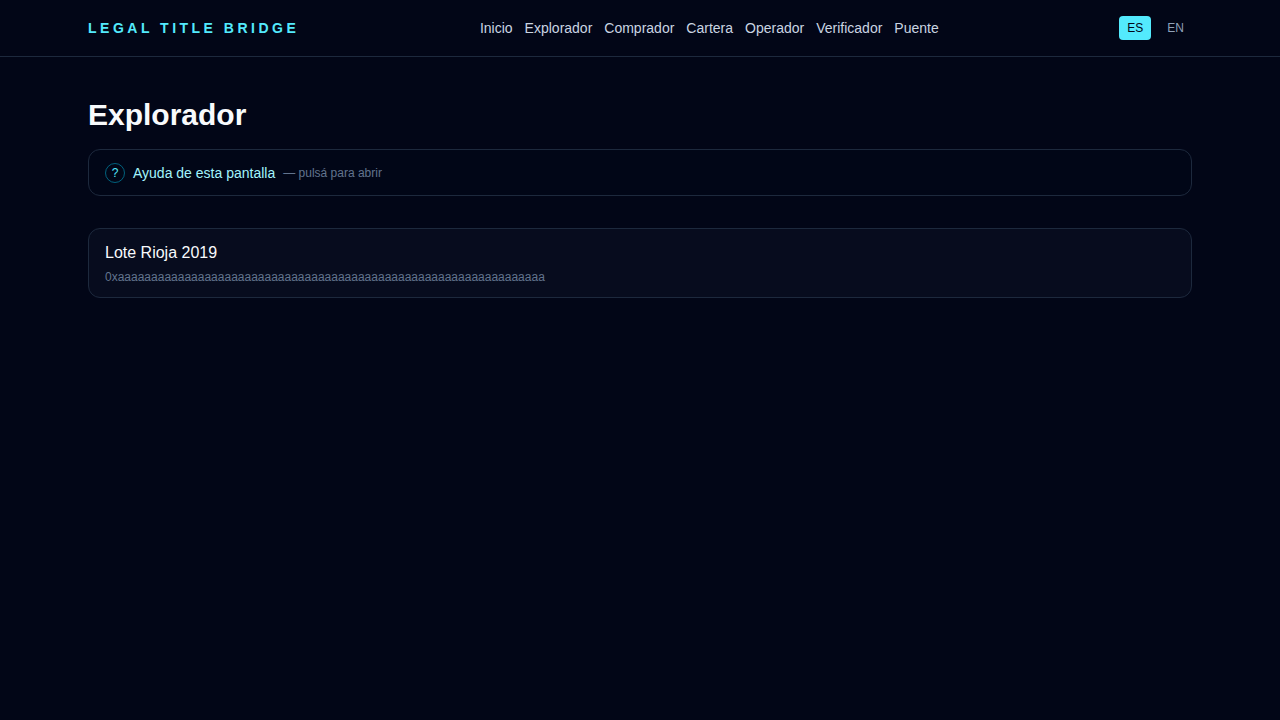 LEGAL TITLE BRIDGE
Inicio Explorador Comprador Cartera Operador Verificador Puente
ES EN
Explorador
? Ayuda de esta pantalla — pulsá para abrir
Lote Rioja 2019
0xaaaaaaaaaaaaaaaaaaaaaaaaaaaaaaaaaaaaaaaaaaaaaaaaaaaaaaaaaaaaaaaa